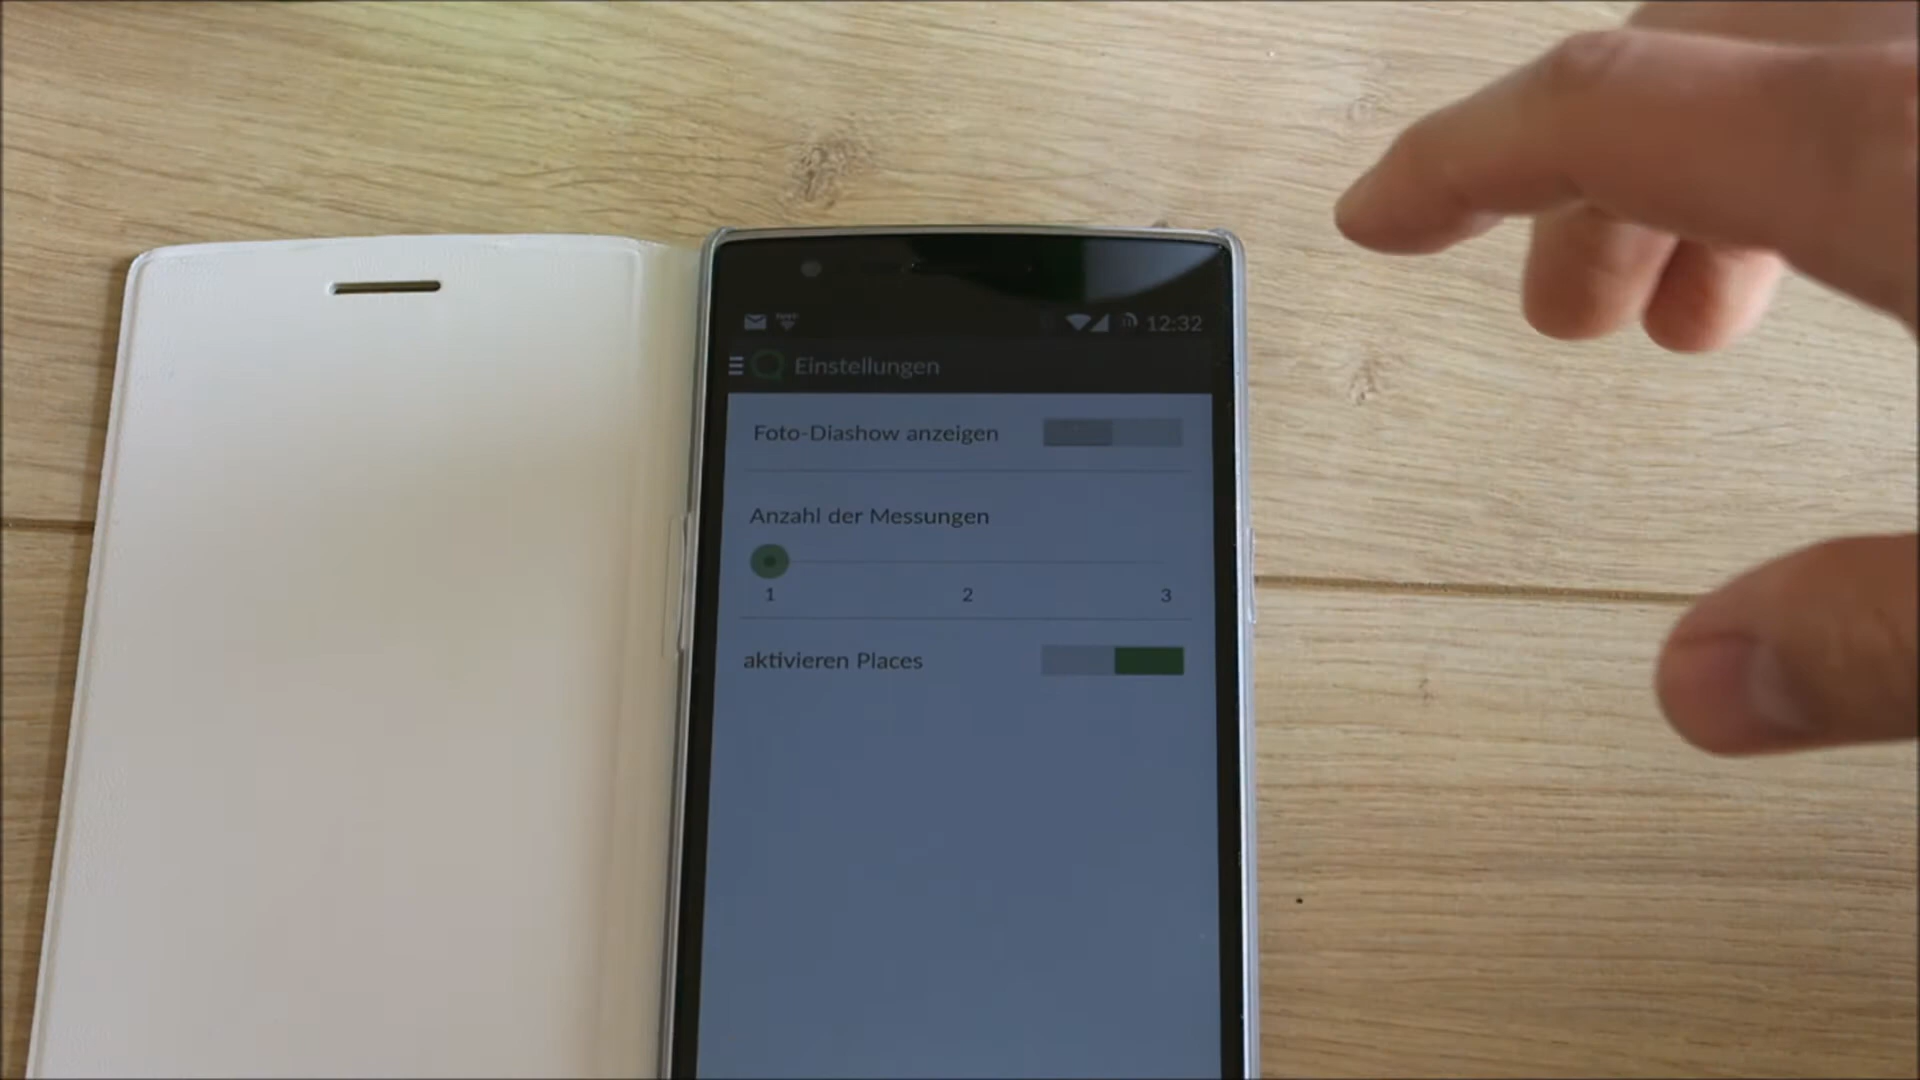 12:32
Einstellungen
Foto-Diashow anzeigen
Anzahl der Messungen
1 2 3
aktivieren Places